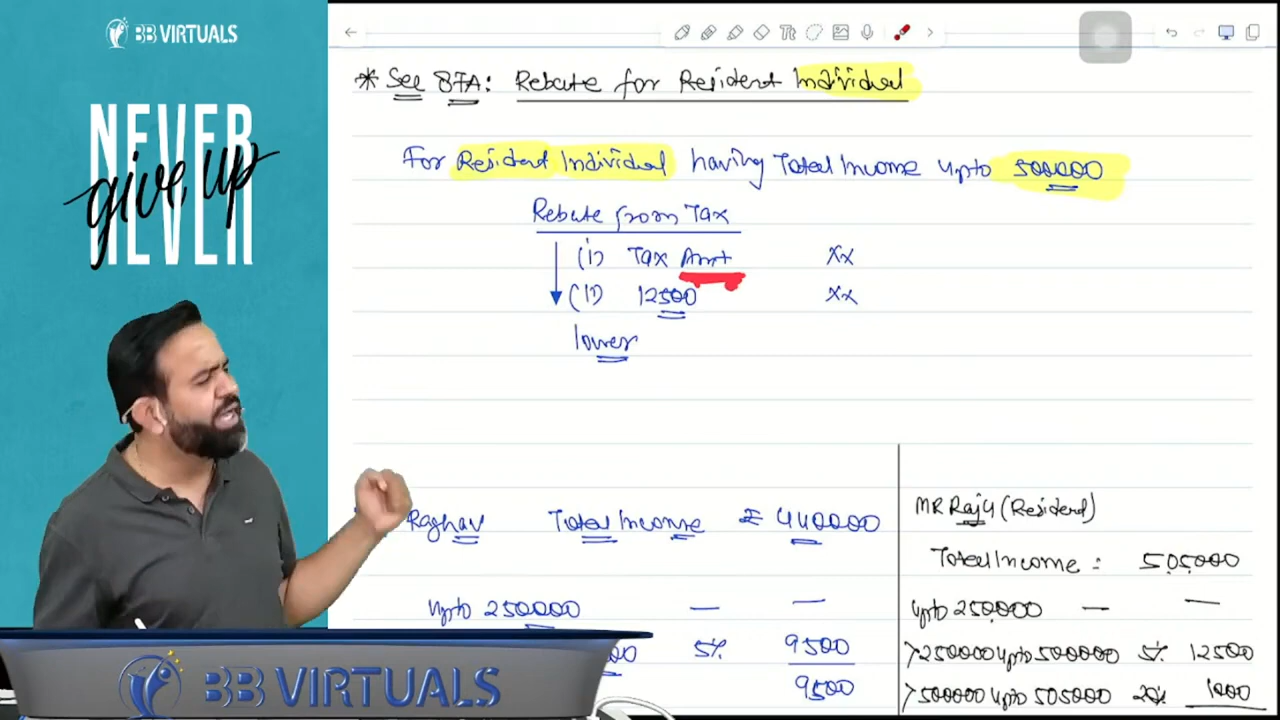 BB VIRTUALS
NEVER
give up
NEVER
* See 87A: Rebate for Resident Individual
For Resident Individual having Total Income upto 500000
Rebate from Tax
(i) Tax Amt xx
(ii) 12500 xx
lower
Raghav Total Income = 440000
upto 250000 — —
00 5% 9500
9500
MR Raju (Resident)
Total Income : 505000
upto 250000 — —
>250000 upto 500000 5% 12500
>500000 upto 505000 20% 1000
BB VIRTUALS